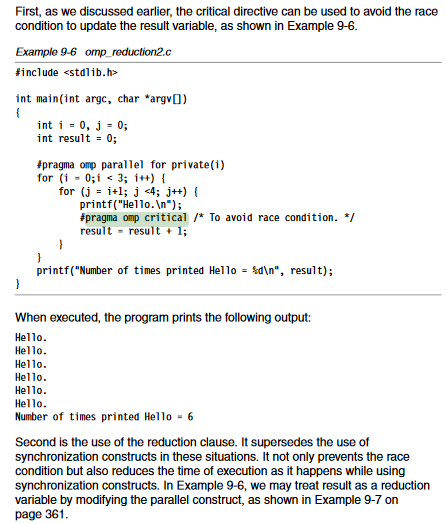 First, as we discussed earlier, the critical directive can be used to avoid the race
condition to update the result variable, as shown in Example 9-6.
Example 9-6 omp_reduction2.c
#include <stdlib.h>
int main(int argc, char *argv[])
{
int i = 0, j = 0;
int result = 0;
#pragma omp parallel for private(i)
for (i = 0;i < 3; i++) {
for (j = i+1; j <4; j++) {
printf("Hello.\n");
#pragma omp critical /* To avoid race condition. */
result = result + 1;
}
}
printf("Number of times printed Hello = %d\n", result);
}
When executed, the program prints the following output:
Hello.
Hello.
Hello.
Hello.
Hello.
Hello.
Number of times printed Hello = 6
Second is the use of the reduction clause. It supersedes the use of
synchronization constructs in these situations. It not only prevents the race
condition but also reduces the time of execution as it happens while using
synchronization constructs. In Example 9-6, we may treat result as a reduction
variable by modifying the parallel construct, as shown in Example 9-7 on
page 361.